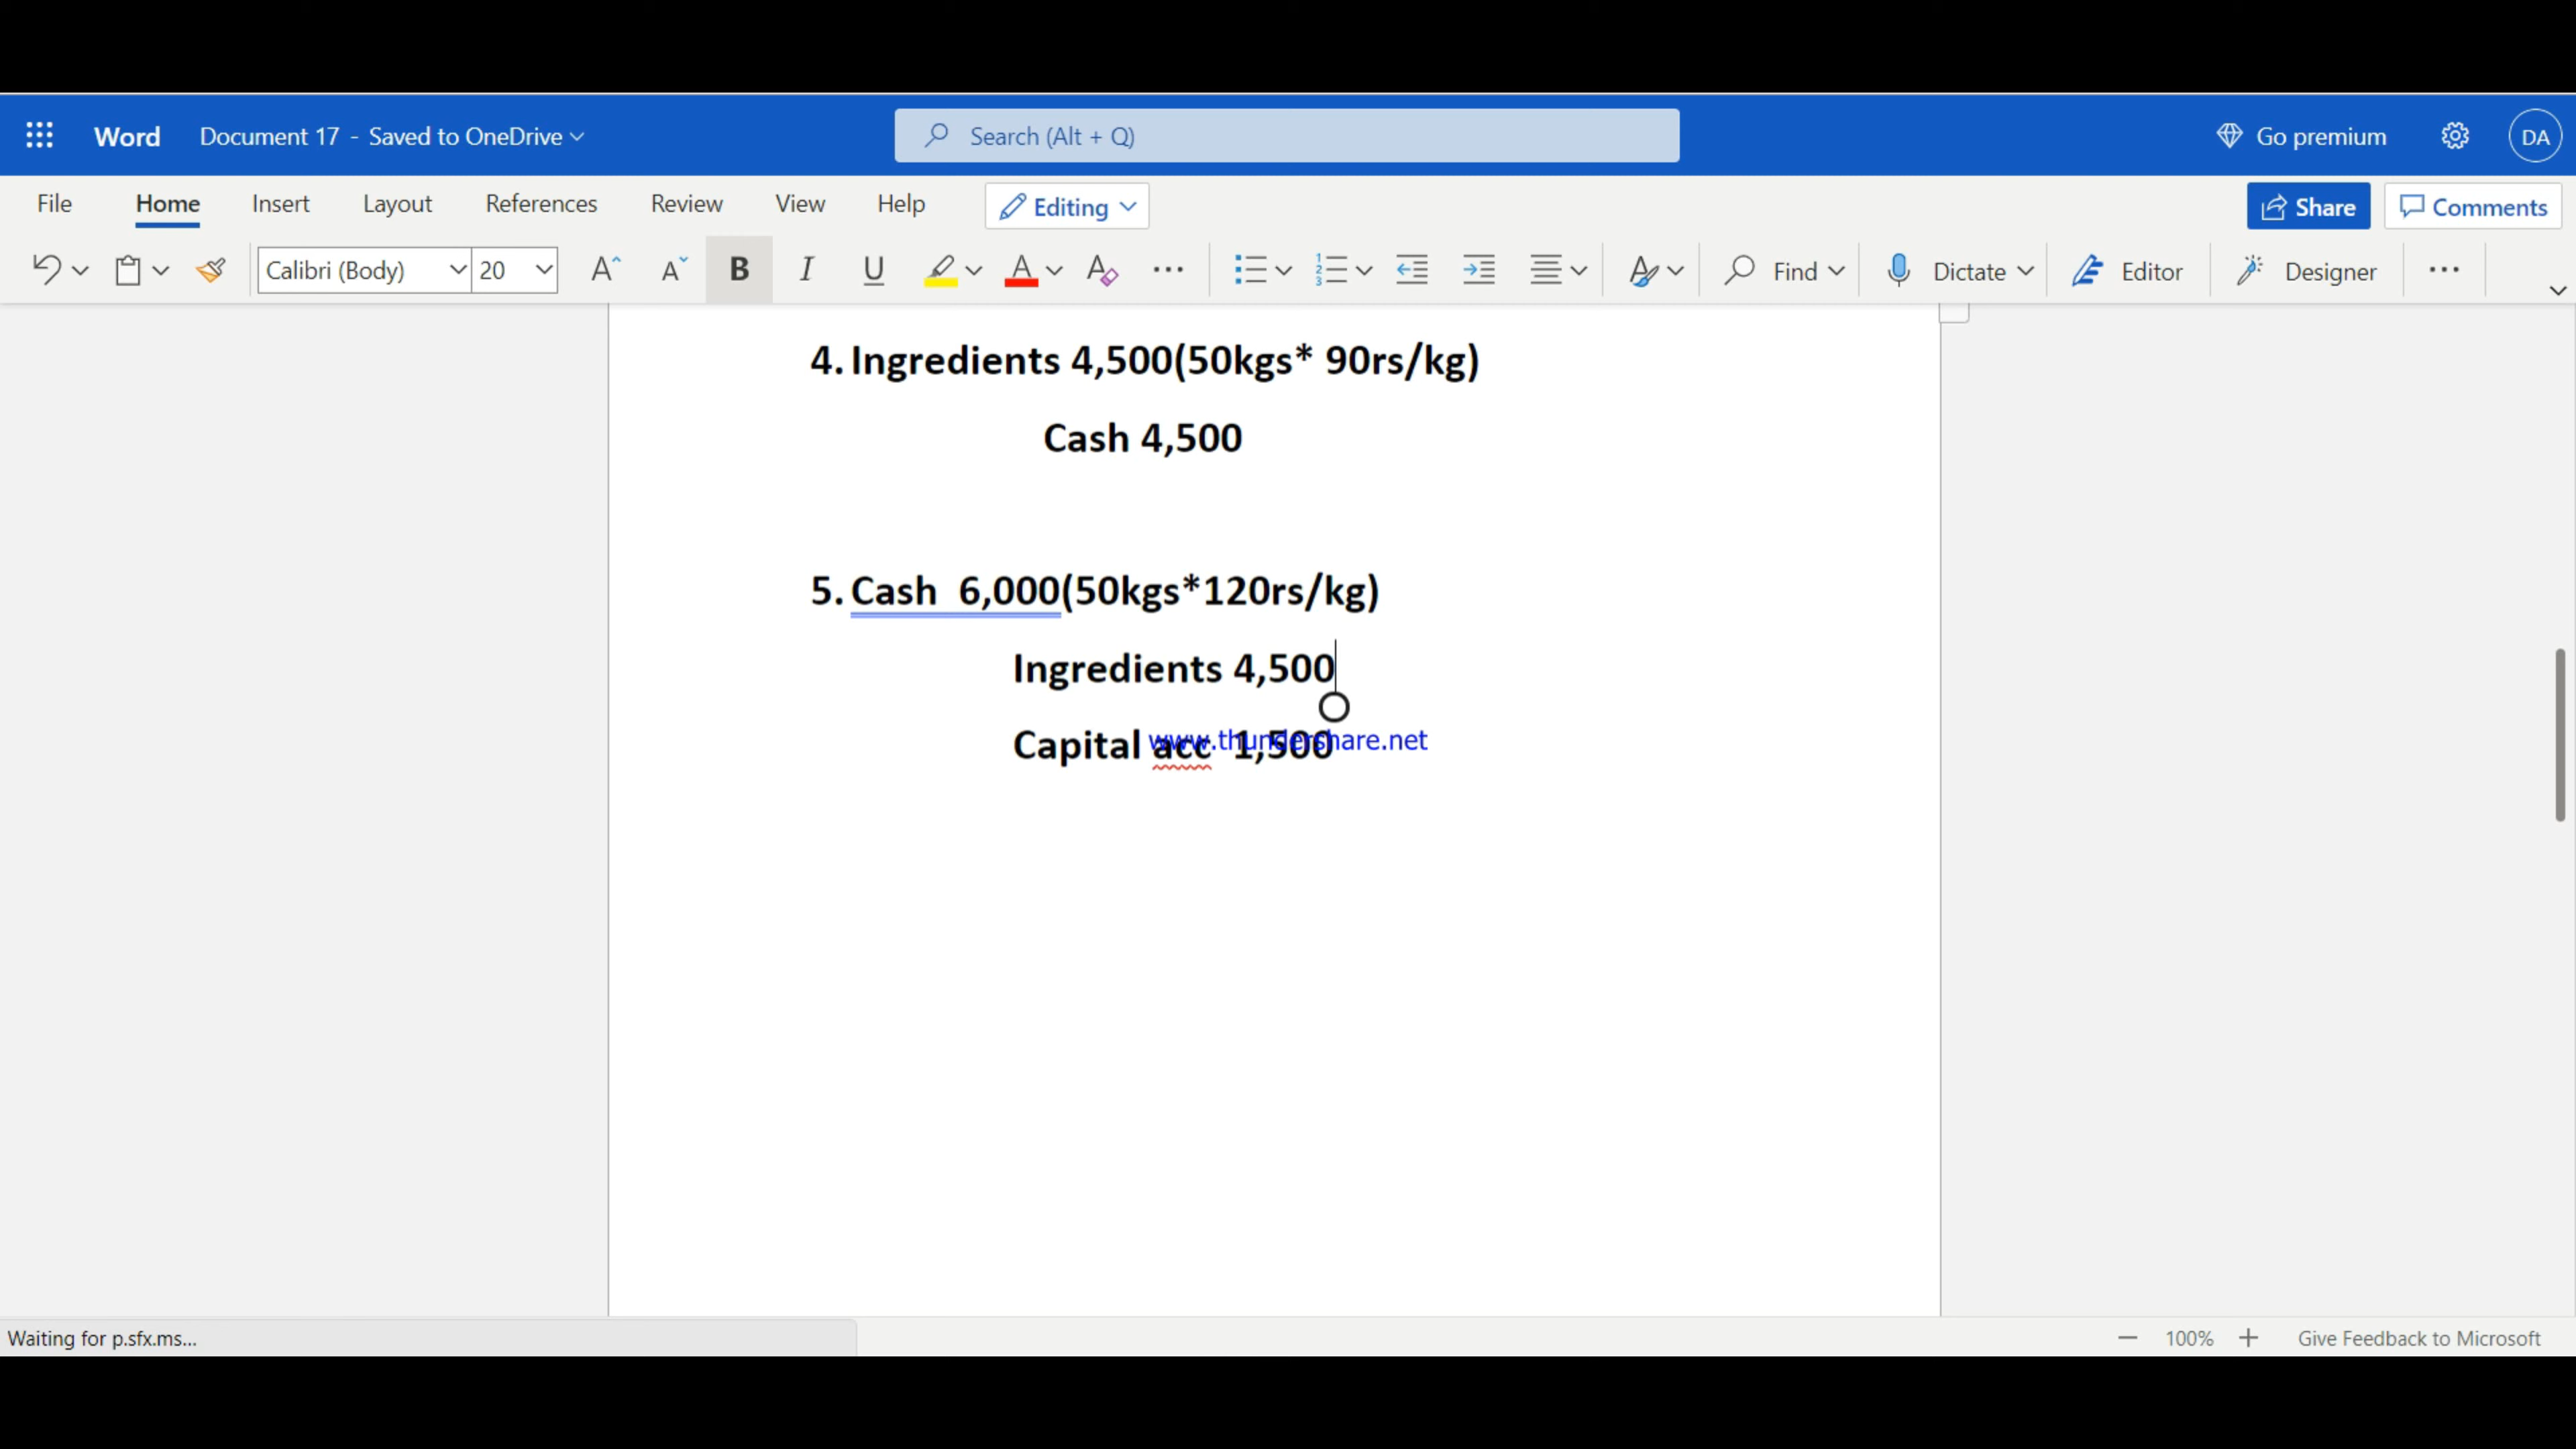 Word Document 17 - Saved to OneDrive Search (Alt + Q) Go premium DA
File Home Insert Layout References Review View Help Editing Share Comments
Calibri (Body) 20 A A B I U A A Find Dictate Editor Designer
4. Ingredients 4,500(50kgs* 90rs/kg)
Cash 4,500
5. Cash 6,000(50kgs*120rs/kg)
Ingredients 4,500
Capital acc 1,500
www.thundershare.net
Waiting for p.sfx.ms... 100% Give Feedback to Microsoft